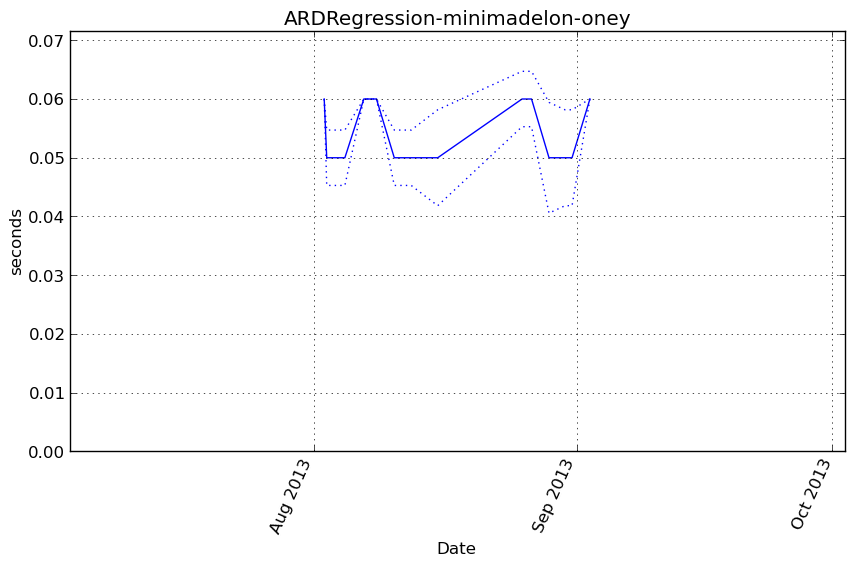 ARDRegression-minimadelon-oney
0.07
0.06
0.05
0.04
0.03
0.02
0.01
0.00
seconds
Aug 2013
Sep 2013
Oct 2013
Date